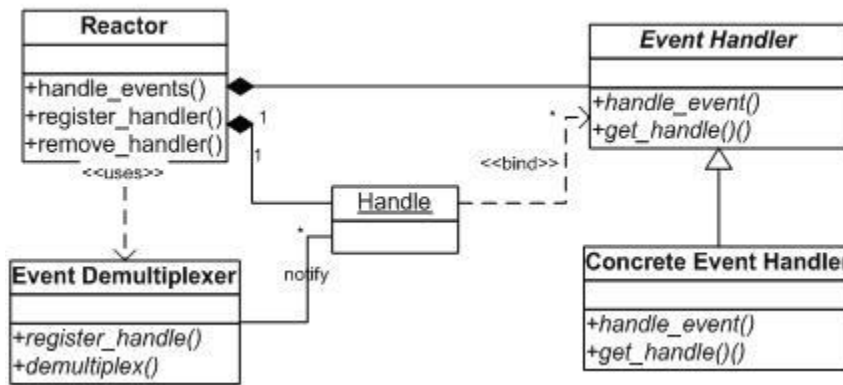 Reactor
+handle_events()
+register_handler()
+remove_handler()
1
1
<<uses>>
Event Handler
+handle_event()
+get_handle()()
*
<<bind>>
Handle
*
notify
Event Demultiplexer
+register_handle()
+demultiplex()
Concrete Event Handler
+handle_event()
+get_handle()()